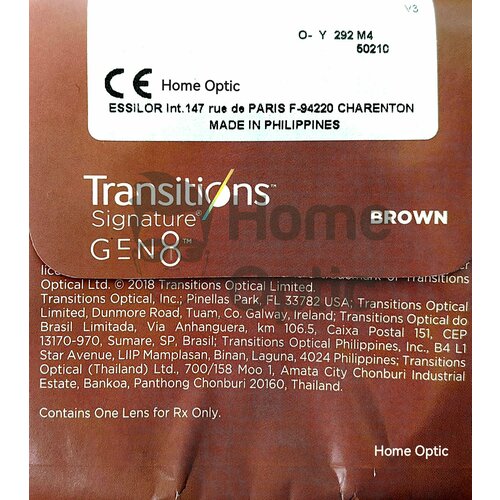 V3
O- Y 292 M4
50210
CE Home Optic
ESSILOR Int.147 rue de PARIS F-94220 CHARENTON
MADE IN PHILIPPINES
Transitions™
Signature®
GEN8™
BROWN
Home
Optic
of Transitions
Optical Ltd. © 2018 Transitions Optical Limited.
Transitions Optical, Inc.; Pinellas Park, FL 33782 USA; Transitions Optical
Limited, Dunmore Road, Tuam, Co. Galway, Ireland; Transitions Optical do
Brasil Limitada, Via Anhanguera, km 106.5, Caixa Postal 151, CEP
13170-970, Sumare, SP, Brasil; Transitions Optical Philippines, Inc., B4 L1
Star Avenue, LIIP Mamplasan, Binan, Laguna, 4024 Philippines; Transitions
Optical (Thailand) Ltd., 700/158 Moo 1, Amata City Chonburi Industrial
Estate, Bankoa, Panthong Chonburi 20160, Thailand.
Contains One Lens for Rx Only.
Home Optic